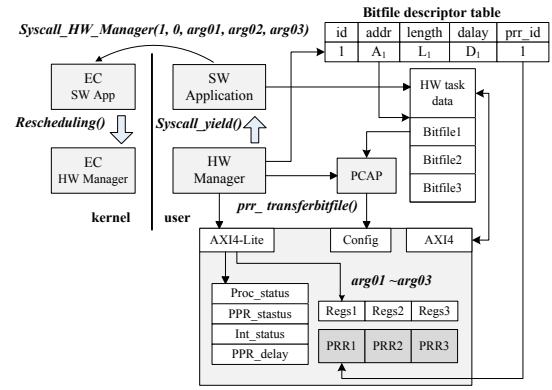 Bitfile descriptor table
Syscall_HW_Manager(1, 0, arg01, arg02, arg03)
id addr length dalay prr_id
1 A1 L1 D1 1
EC
SW App
SW
Application
HW task
data
Rescheduling()
Syscall_yield()
Bitfile1
EC
HW Manager
HW
Manager
PCAP
Bitfile2
Bitfile3
kernel
user
prr_ transferbitfile()
AXI4-Lite
Config
AXI4
arg01 ~arg03
Proc_status
PPR_stastus
Int_status
PPR_delay
Regs1 Regs2 Regs3
PRR1 PRR2 PRR3